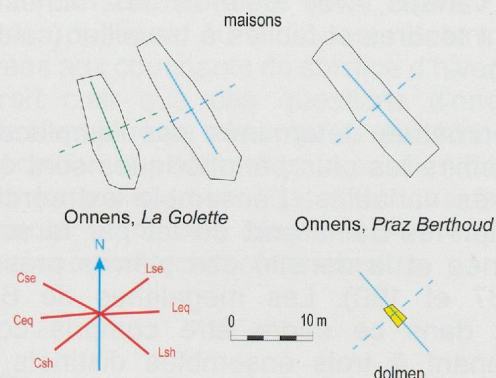 maisons
Onnens, La Golette
Onnens, Praz Berthoud
N
Cse
Lse
Ceq
Leq
Csh
Lsh
0
10 m
dolmen